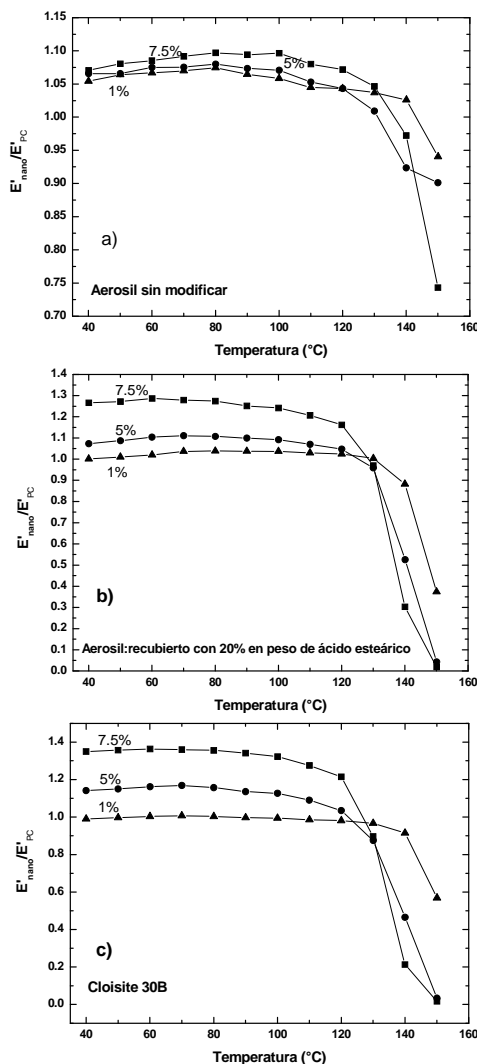 1.15
1.10
1.05
1.00
0.95
0.90
0.85
0.80
0.75
0.70
E'nano/E'PC
7.5%
5%
1%
a)
Aerosil sin modificar
40 60 80 100 120 140 160
Temperatura (°C)
1.4
1.3
1.2
1.1
1.0
0.9
0.8
0.7
0.6
0.5
0.4
0.3
0.2
0.1
0.0
E'nano/E'PC
7.5%
5%
1%
b)
Aerosil:recubierto con 20% en peso de ácido esteárico
40 60 80 100 120 140 160
Temperatura (°C)
1.4
1.2
1.0
0.8
0.6
0.4
0.2
0.0
E'nano/E'PC
7.5%
5%
1%
c)
Cloisite 30B
40 60 80 100 120 140 160
Temperatura (°C)